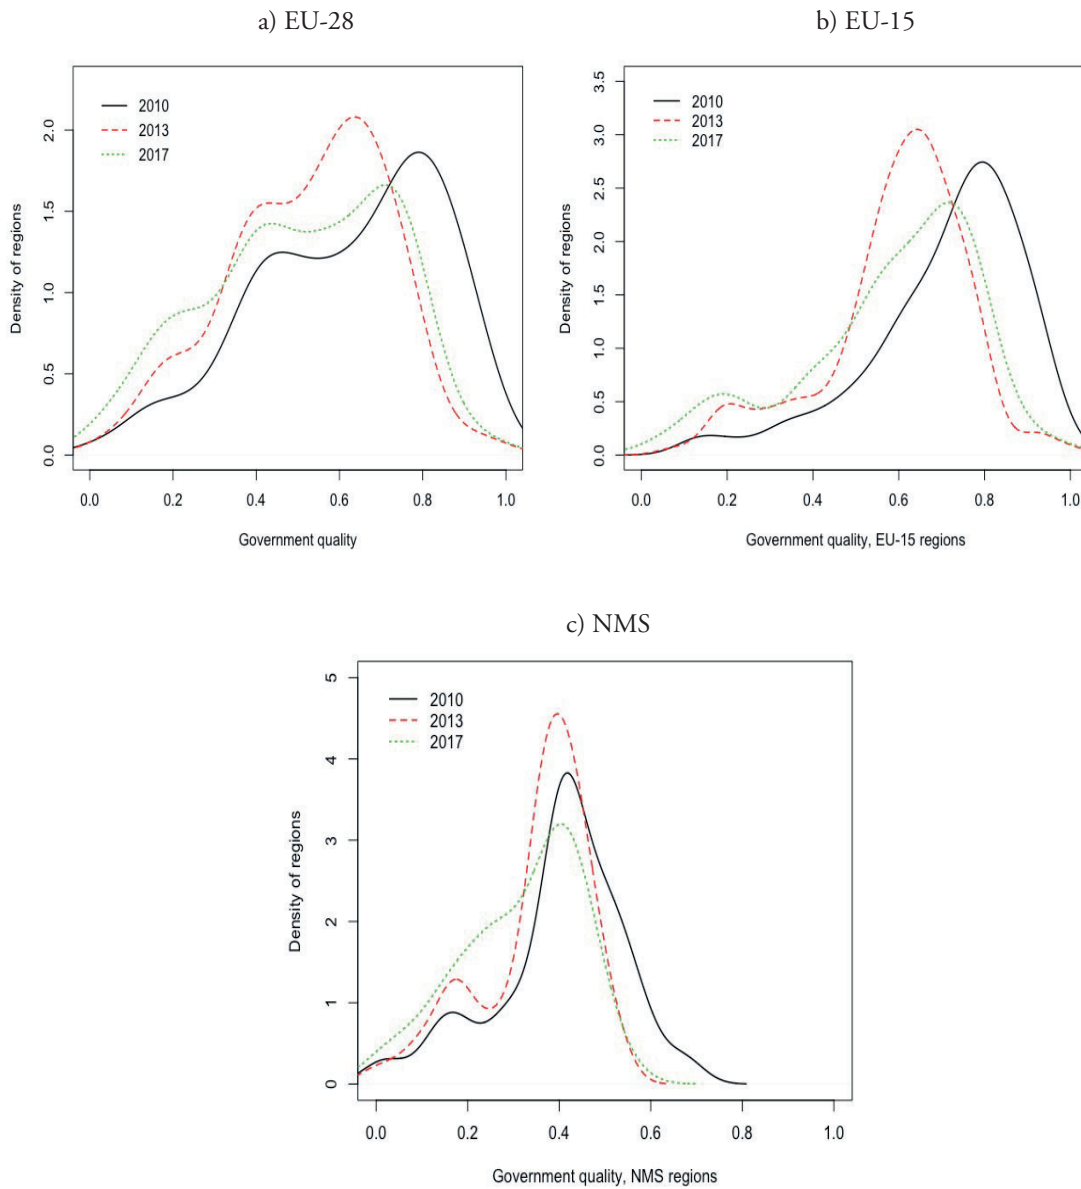 a) EU-28
2010
2013
2017
Density of regions
0.0
0.5
1.0
1.5
2.0
0.0 0.2 0.4 0.6 0.8 1.0
Government quality
b) EU-15
2010
2013
2017
Density of regions
0.0
0.5
1.0
1.5
2.0
2.5
3.0
3.5
0.0 0.2 0.4 0.6 0.8 1.0
Government quality, EU-15 regions
c) NMS
2010
2013
2017
Density of regions
0
1
2
3
4
5
0.0 0.2 0.4 0.6 0.8 1.0
Government quality, NMS regions